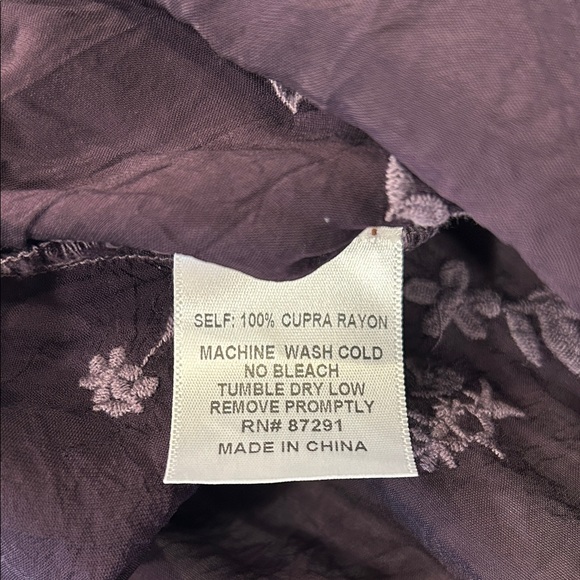 SELF: 100% CUPRA RAYON
MACHINE WASH COLD
NO BLEACH
TUMBLE DRY LOW
REMOVE PROMPTLY
RN# 87291
MADE IN CHINA